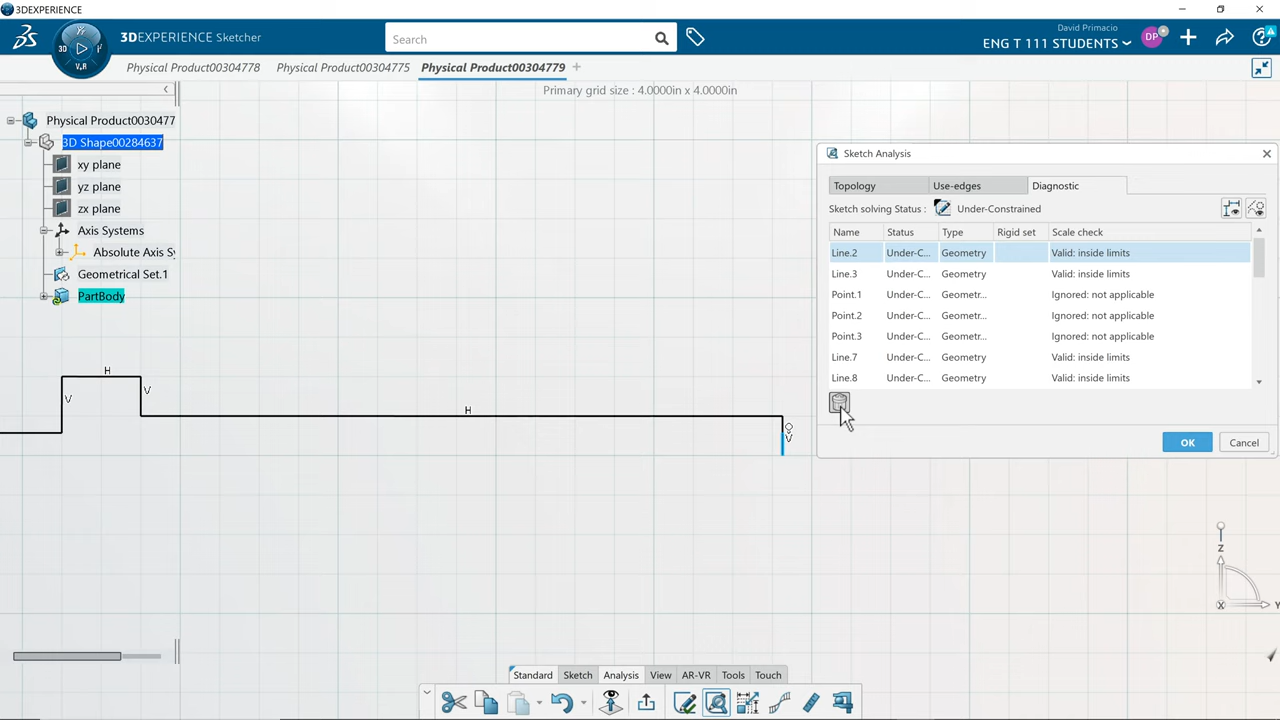 3DEXPERIENCE
3DEXPERIENCE Sketcher
3D
V,R
Search
David Primacio
ENG T 111 STUDENTS
DP
Physical Product00304778
Physical Product00304775
Physical Product00304779
Primary grid size : 4.0000in x 4.0000in
Physical Product0030477
3D Shape00284637
xy plane
yz plane
zx plane
Axis Systems
Absolute Axis Sy
Geometrical Set.1
PartBody
H
V
V
H
V
Sketch Analysis
Topology
Use-edges
Diagnostic
Sketch solving Status :
Under-Constrained
Name Status Type Rigid set Scale check
Line.2 Under-C... Geometry Valid: inside limits
Line.3 Under-C... Geometry Valid: inside limits
Point.1 Under-C... Geometr... Ignored: not applicable
Point.2 Under-C... Geometr... Ignored: not applicable
Point.3 Under-C... Geometr... Ignored: not applicable
Line.7 Under-C... Geometry Valid: inside limits
Line.8 Under-C... Geometry Valid: inside limits
OK
Cancel
Z
X
Y
Standard
Sketch
Analysis
View
AR-VR
Tools
Touch